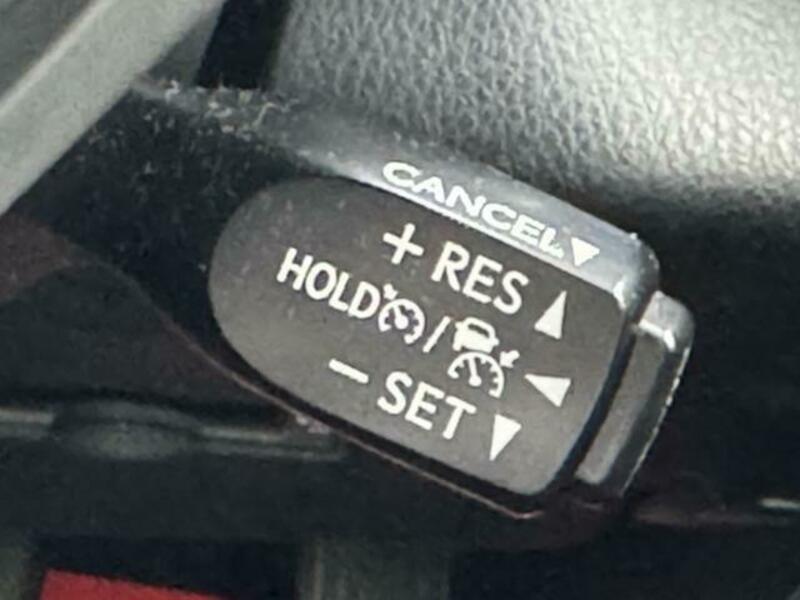 CANCEL▼
+ RES ▲
HOLD / ◀
- SET ▼